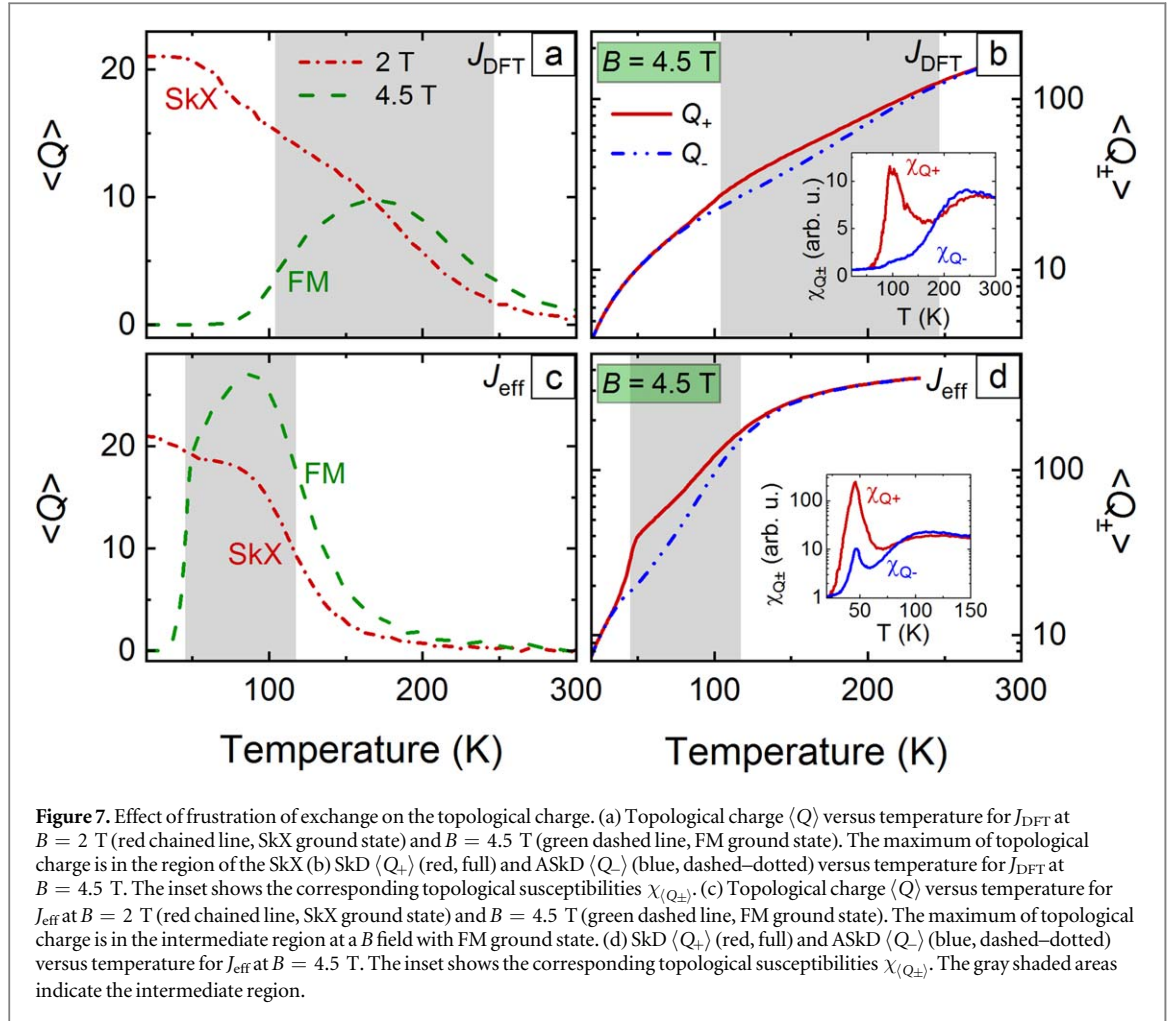 20
10
0
<Q>
SkX
2 T
4.5 T
FM
J_DFT
a
B = 4.5 T
J_DFT
b
Q₊
Q₋
10
5
0
χ_Q± (arb. u.)
χ_Q+
χ_Q-
100 200 300
T (K)
100
10
<Q∓>
20
10
0
<Q>
J_eff
c
FM
SkX
100 200 300
Temperature (K)
B = 4.5 T
J_eff
d
100
10
1
χ_Q± (arb. u.)
χ_Q+
χ_Q-
50 100 150
T (K)
100
10
<Q∓>
100 200 300
Temperature (K)
Figure 7. Effect of frustration of exchange on the topological charge. (a) Topological charge ⟨Q⟩ versus temperature for J_DFT at
B = 2 T (red chained line, SkX ground state) and B = 4.5 T (green dashed line, FM ground state). The maximum of topological
charge is in the region of the SkX (b) SkD ⟨Q₊⟩ (red, full) and ASkD ⟨Q₋⟩ (blue, dashed–dotted) versus temperature for J_DFT at
B = 4.5 T. The inset shows the corresponding topological susceptibilities χ_⟨Q±⟩. (c) Topological charge ⟨Q⟩ versus temperature for
J_eff at B = 2 T (red chained line, SkX ground state) and B = 4.5 T (green dashed line, FM ground state). The maximum of topological
charge is in the intermediate region at a B field with FM ground state. (d) SkD ⟨Q₊⟩ (red, full) and ASkD ⟨Q₋⟩ (blue, dashed–dotted)
versus temperature for J_eff at B = 4.5 T. The inset shows the corresponding topological susceptibilities χ_⟨Q±⟩. The gray shaded areas
indicate the intermediate region.